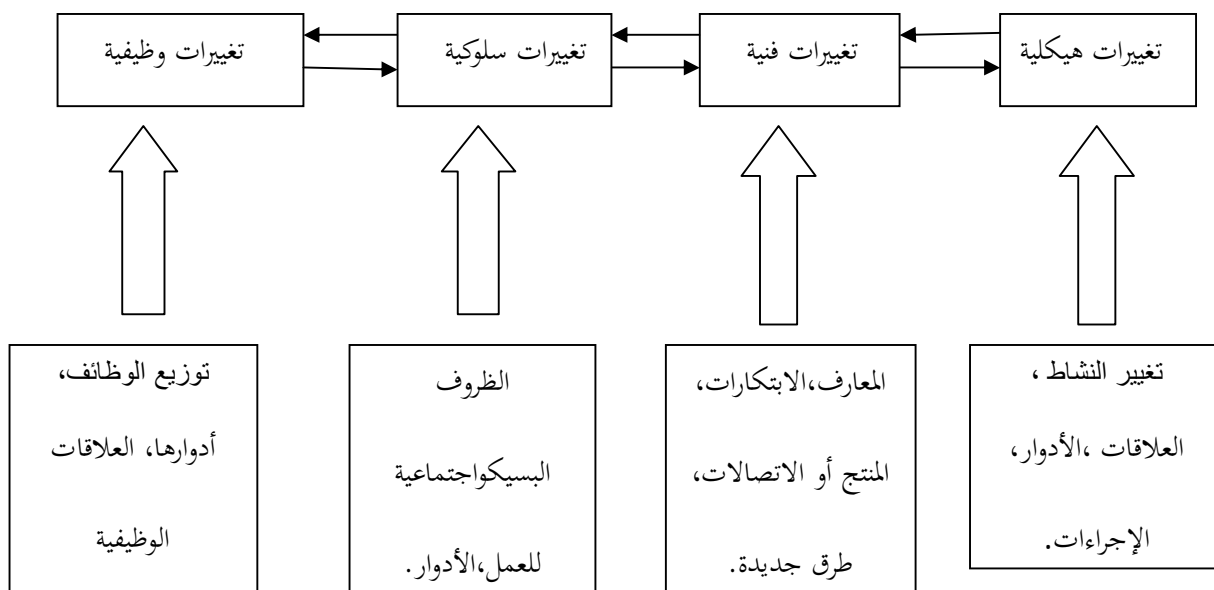 تغييرات هيكلية
تغييرات فنية
تغييرات سلوكية
تغييرات وظيفية
تغيير النشاط ،
العلاقات ،الأدوار،
الإجراءات.
المعارف،الابتكارات،
المنتج أو الاتصالات،
طرق جديدة.
الظروف
البسيكواجتماعية
للعمل،الأدوار.
توزيع الوظائف،
أدوارها، العلاقات
الوظيفية